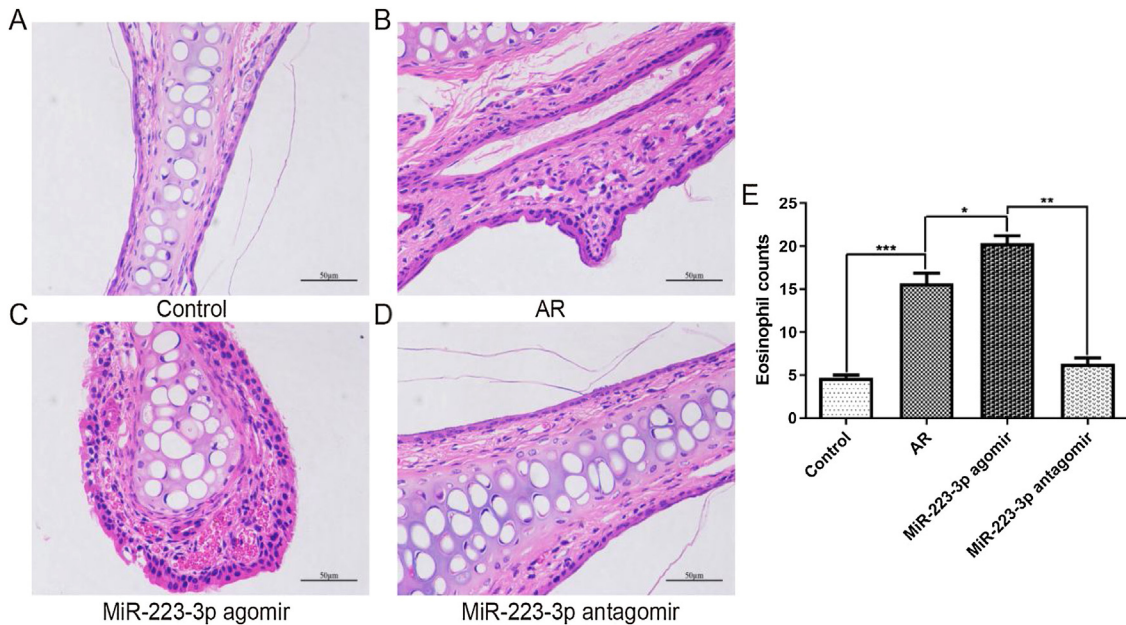 A
B
50μm
50μm
Control
AR
C
D
50μm
50μm
MiR-223-3p agomir
MiR-223-3p antagomir
E
Eosinophil counts
25
20
15
10
5
0
***
*
**
Control
AR
MiR-223-3p agomir
MiR-223-3p antagomir